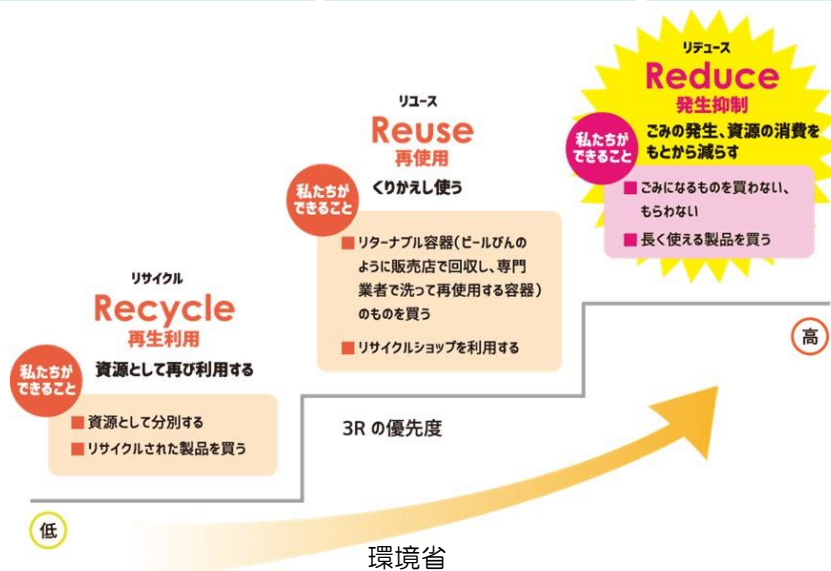 リデュース
Reduce
発生抑制
私たちが
できること
ごみの発生、資源の消費を
もとから減らす
■ ごみになるものを買わない、
もらわない
■ 長く使える製品を買う
リユース
Reuse
再使用
私たちが
できること
くりかえし使う
■ リターナブル容器(ビールびんの
ように販売店で回収し、専門
業者で洗って再使用する容器)
のものを買う
■ リサイクルショップを利用する
リサイクル
Recycle
再生利用
私たちが
できること
資源として再び利用する
■ 資源として分別する
■ リサイクルされた製品を買う
高
3Rの優先度
低
環境省